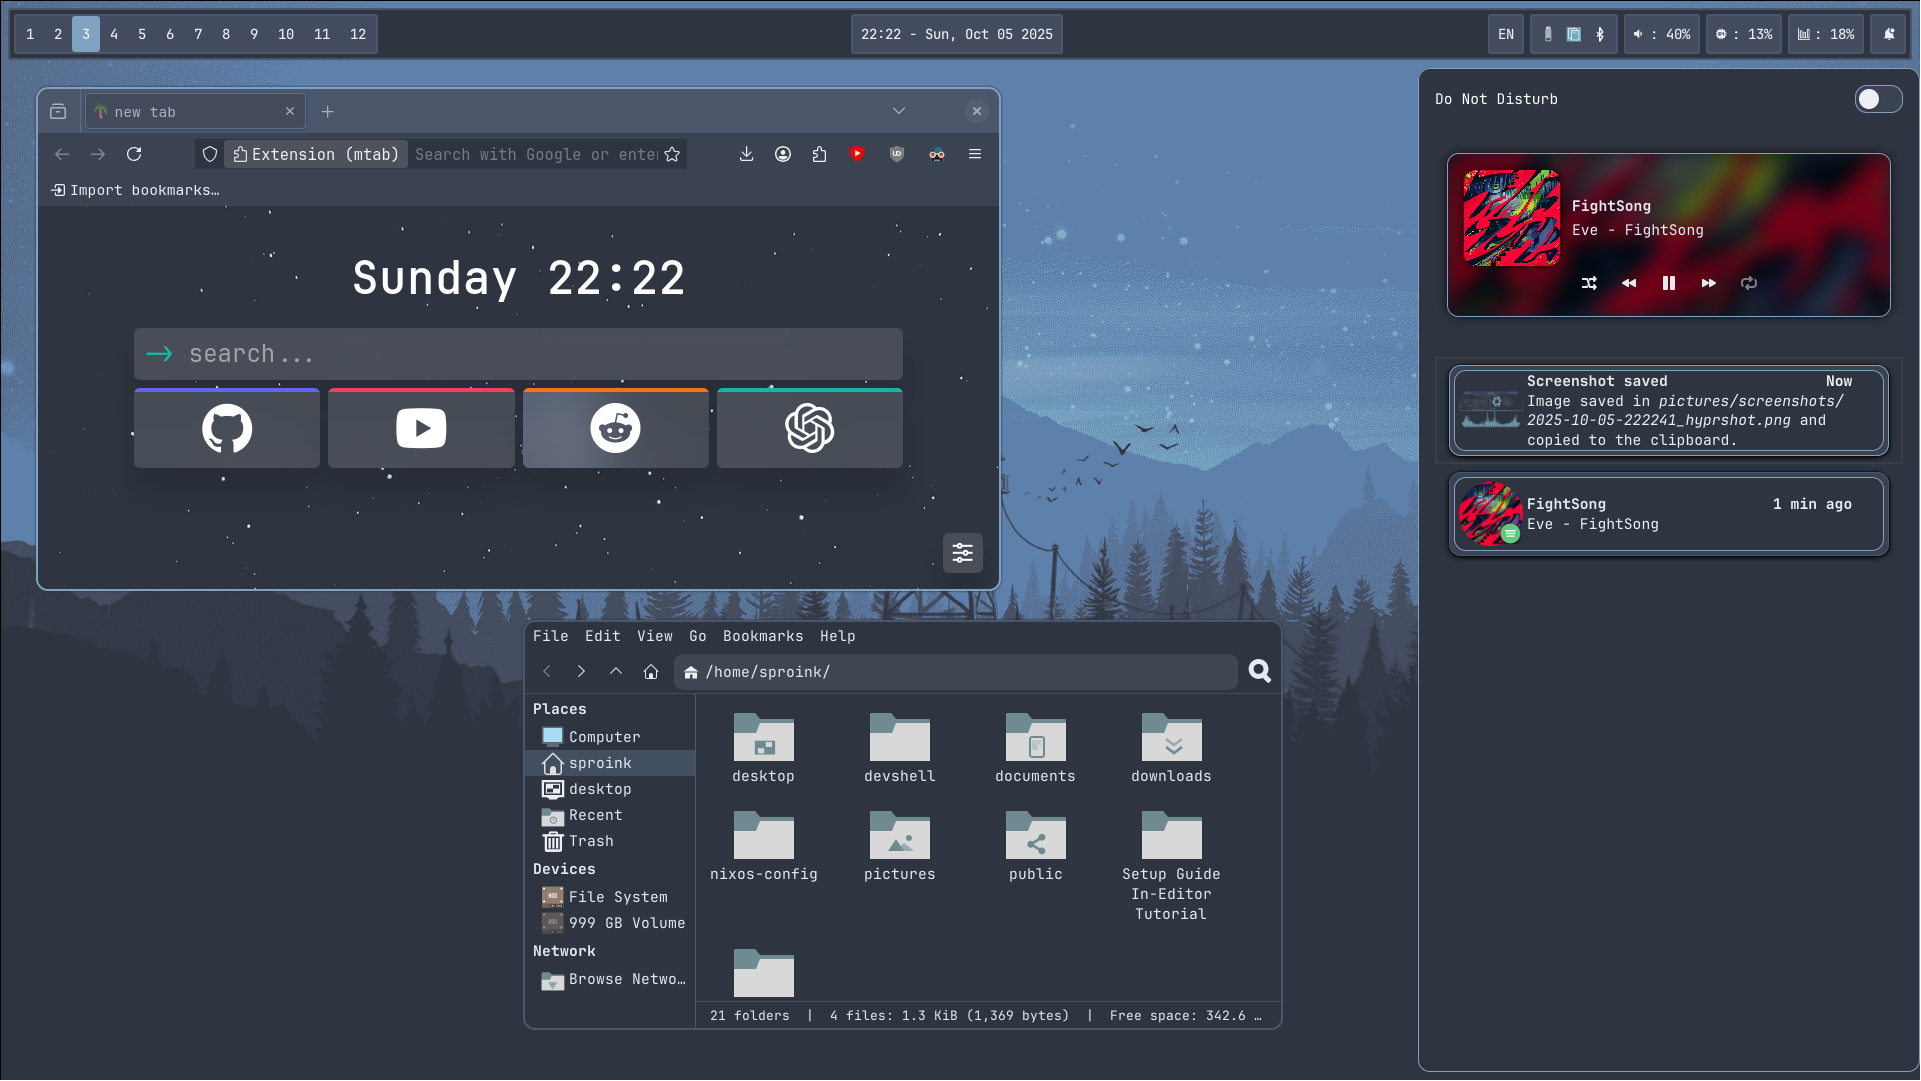 1 2 3 4 5 6 7 8 9 10 11 12
22:22 - Sun, Oct 05 2025
EN
: 40%
: 13%
: 18%
new tab
Extension (mtab)
Search with Google or enter
Import bookmarks…
Sunday 22:22
search...
Do Not Disturb
FightSong
Eve - FightSong
Screenshot saved Now
Image saved in pictures/screenshots/
2025-10-05-222241_hyprshot.png and
copied to the clipboard.
FightSong 1 min ago
Eve - FightSong
File Edit View Go Bookmarks Help
/home/sproink/
Places
Computer
sproink
desktop
Recent
Trash
Devices
File System
999 GB Volume
Network
Browse Netwo…
desktop
devshell
documents
downloads
nixos-config
pictures
public
Setup Guide
In-Editor
Tutorial
21 folders | 4 files: 1.3 KiB (1,369 bytes) | Free space: 342.6 …